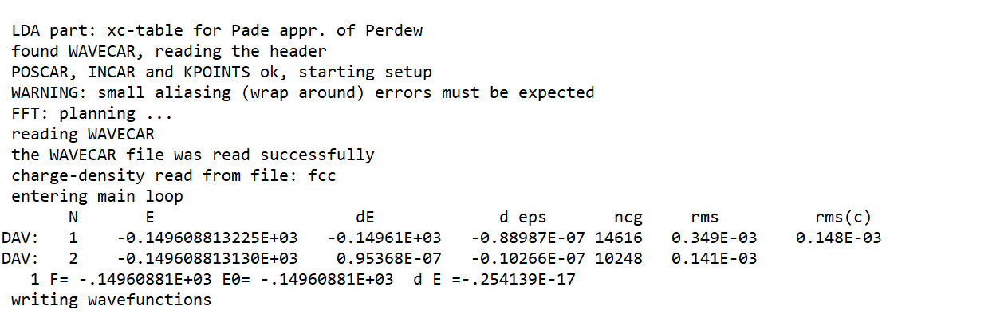 LDA part: xc-table for Pade appr. of Perdew
found WAVECAR, reading the header
POSCAR, INCAR and KPOINTS ok, starting setup
WARNING: small aliasing (wrap around) errors must be expected
FFT: planning ...
reading WAVECAR
the WAVECAR file was read successfully
charge-density read from file: fcc
entering main loop
N E dE d eps ncg rms rms(c)
DAV: 1 -0.149608813225E+03 -0.14961E+03 -0.88987E-07 14616 0.349E-03 0.148E-03
DAV: 2 -0.149608813130E+03 0.95368E-07 -0.10266E-07 10248 0.141E-03
1 F= -.14960881E+03 E0= -.14960881E+03 d E =-.254139E-17
writing wavefunctions